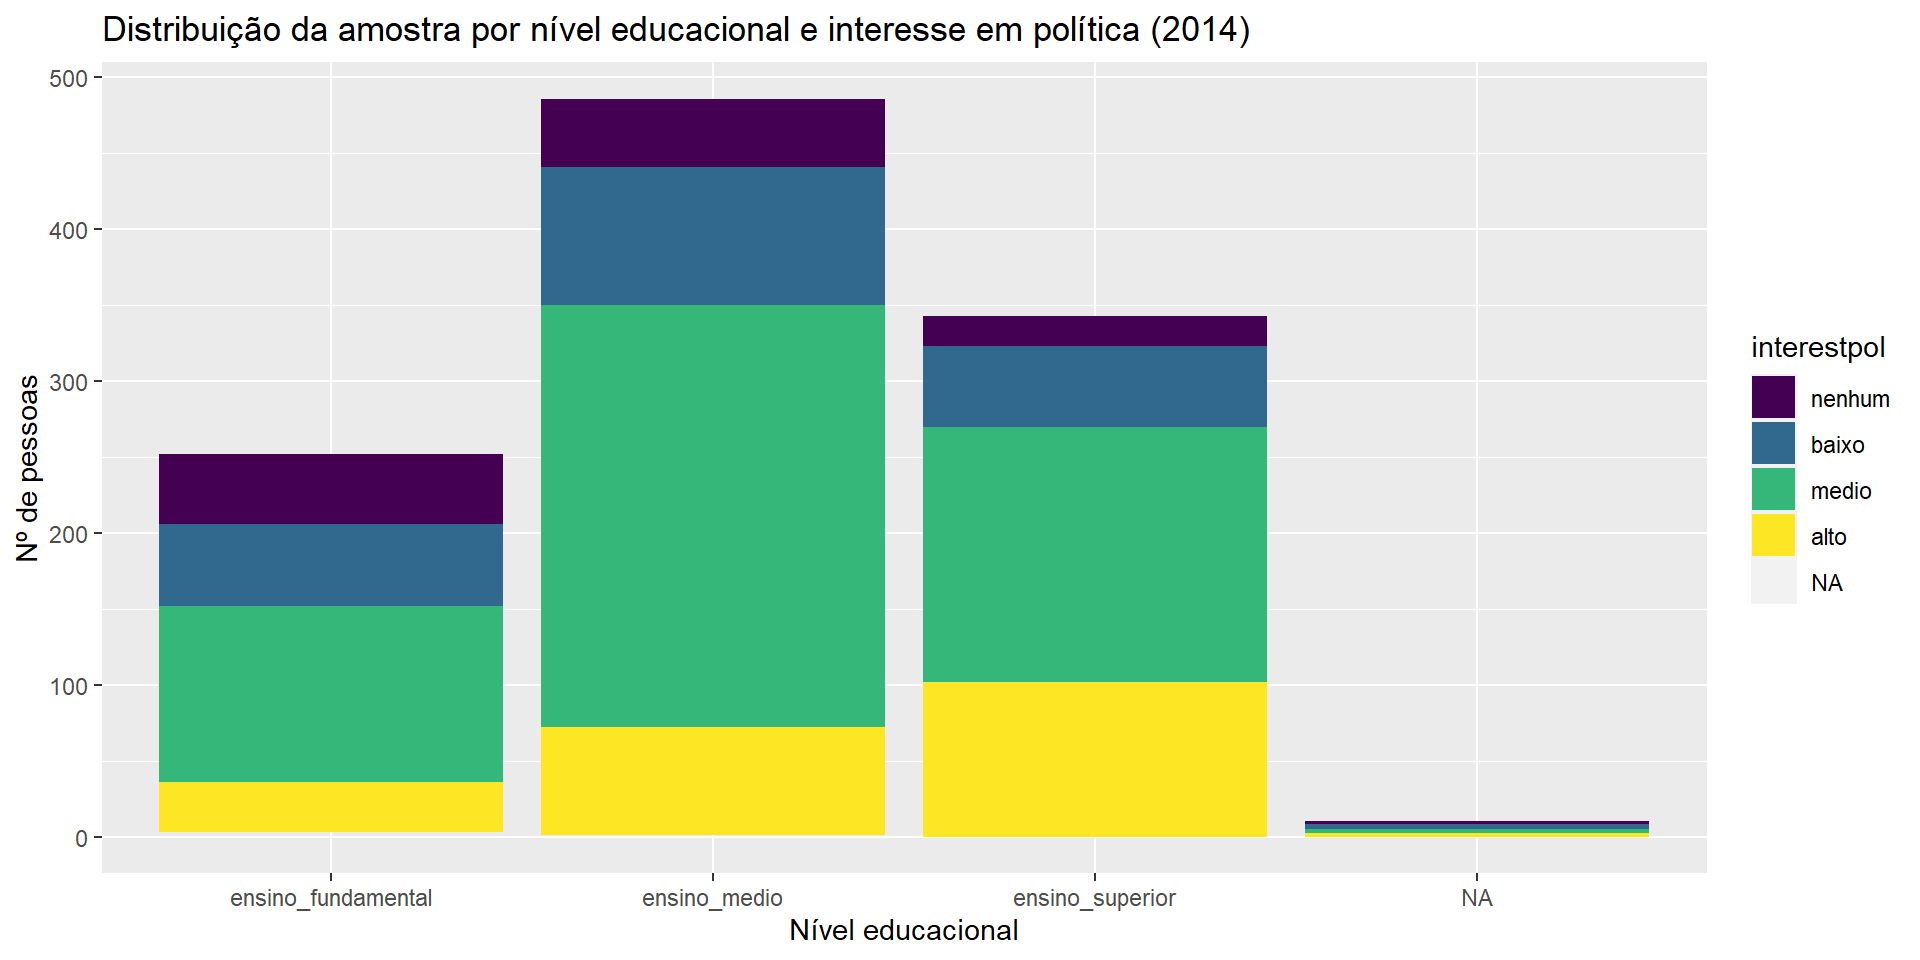 Distribuição da amostra por nível educacional e interesse em política (2014)
Nº de pessoas
500
400
300
200
100
0
ensino_fundamental
ensino_medio
ensino_superior
NA
Nível educacional
interestpol
nenhum
baixo
medio
alto
NA